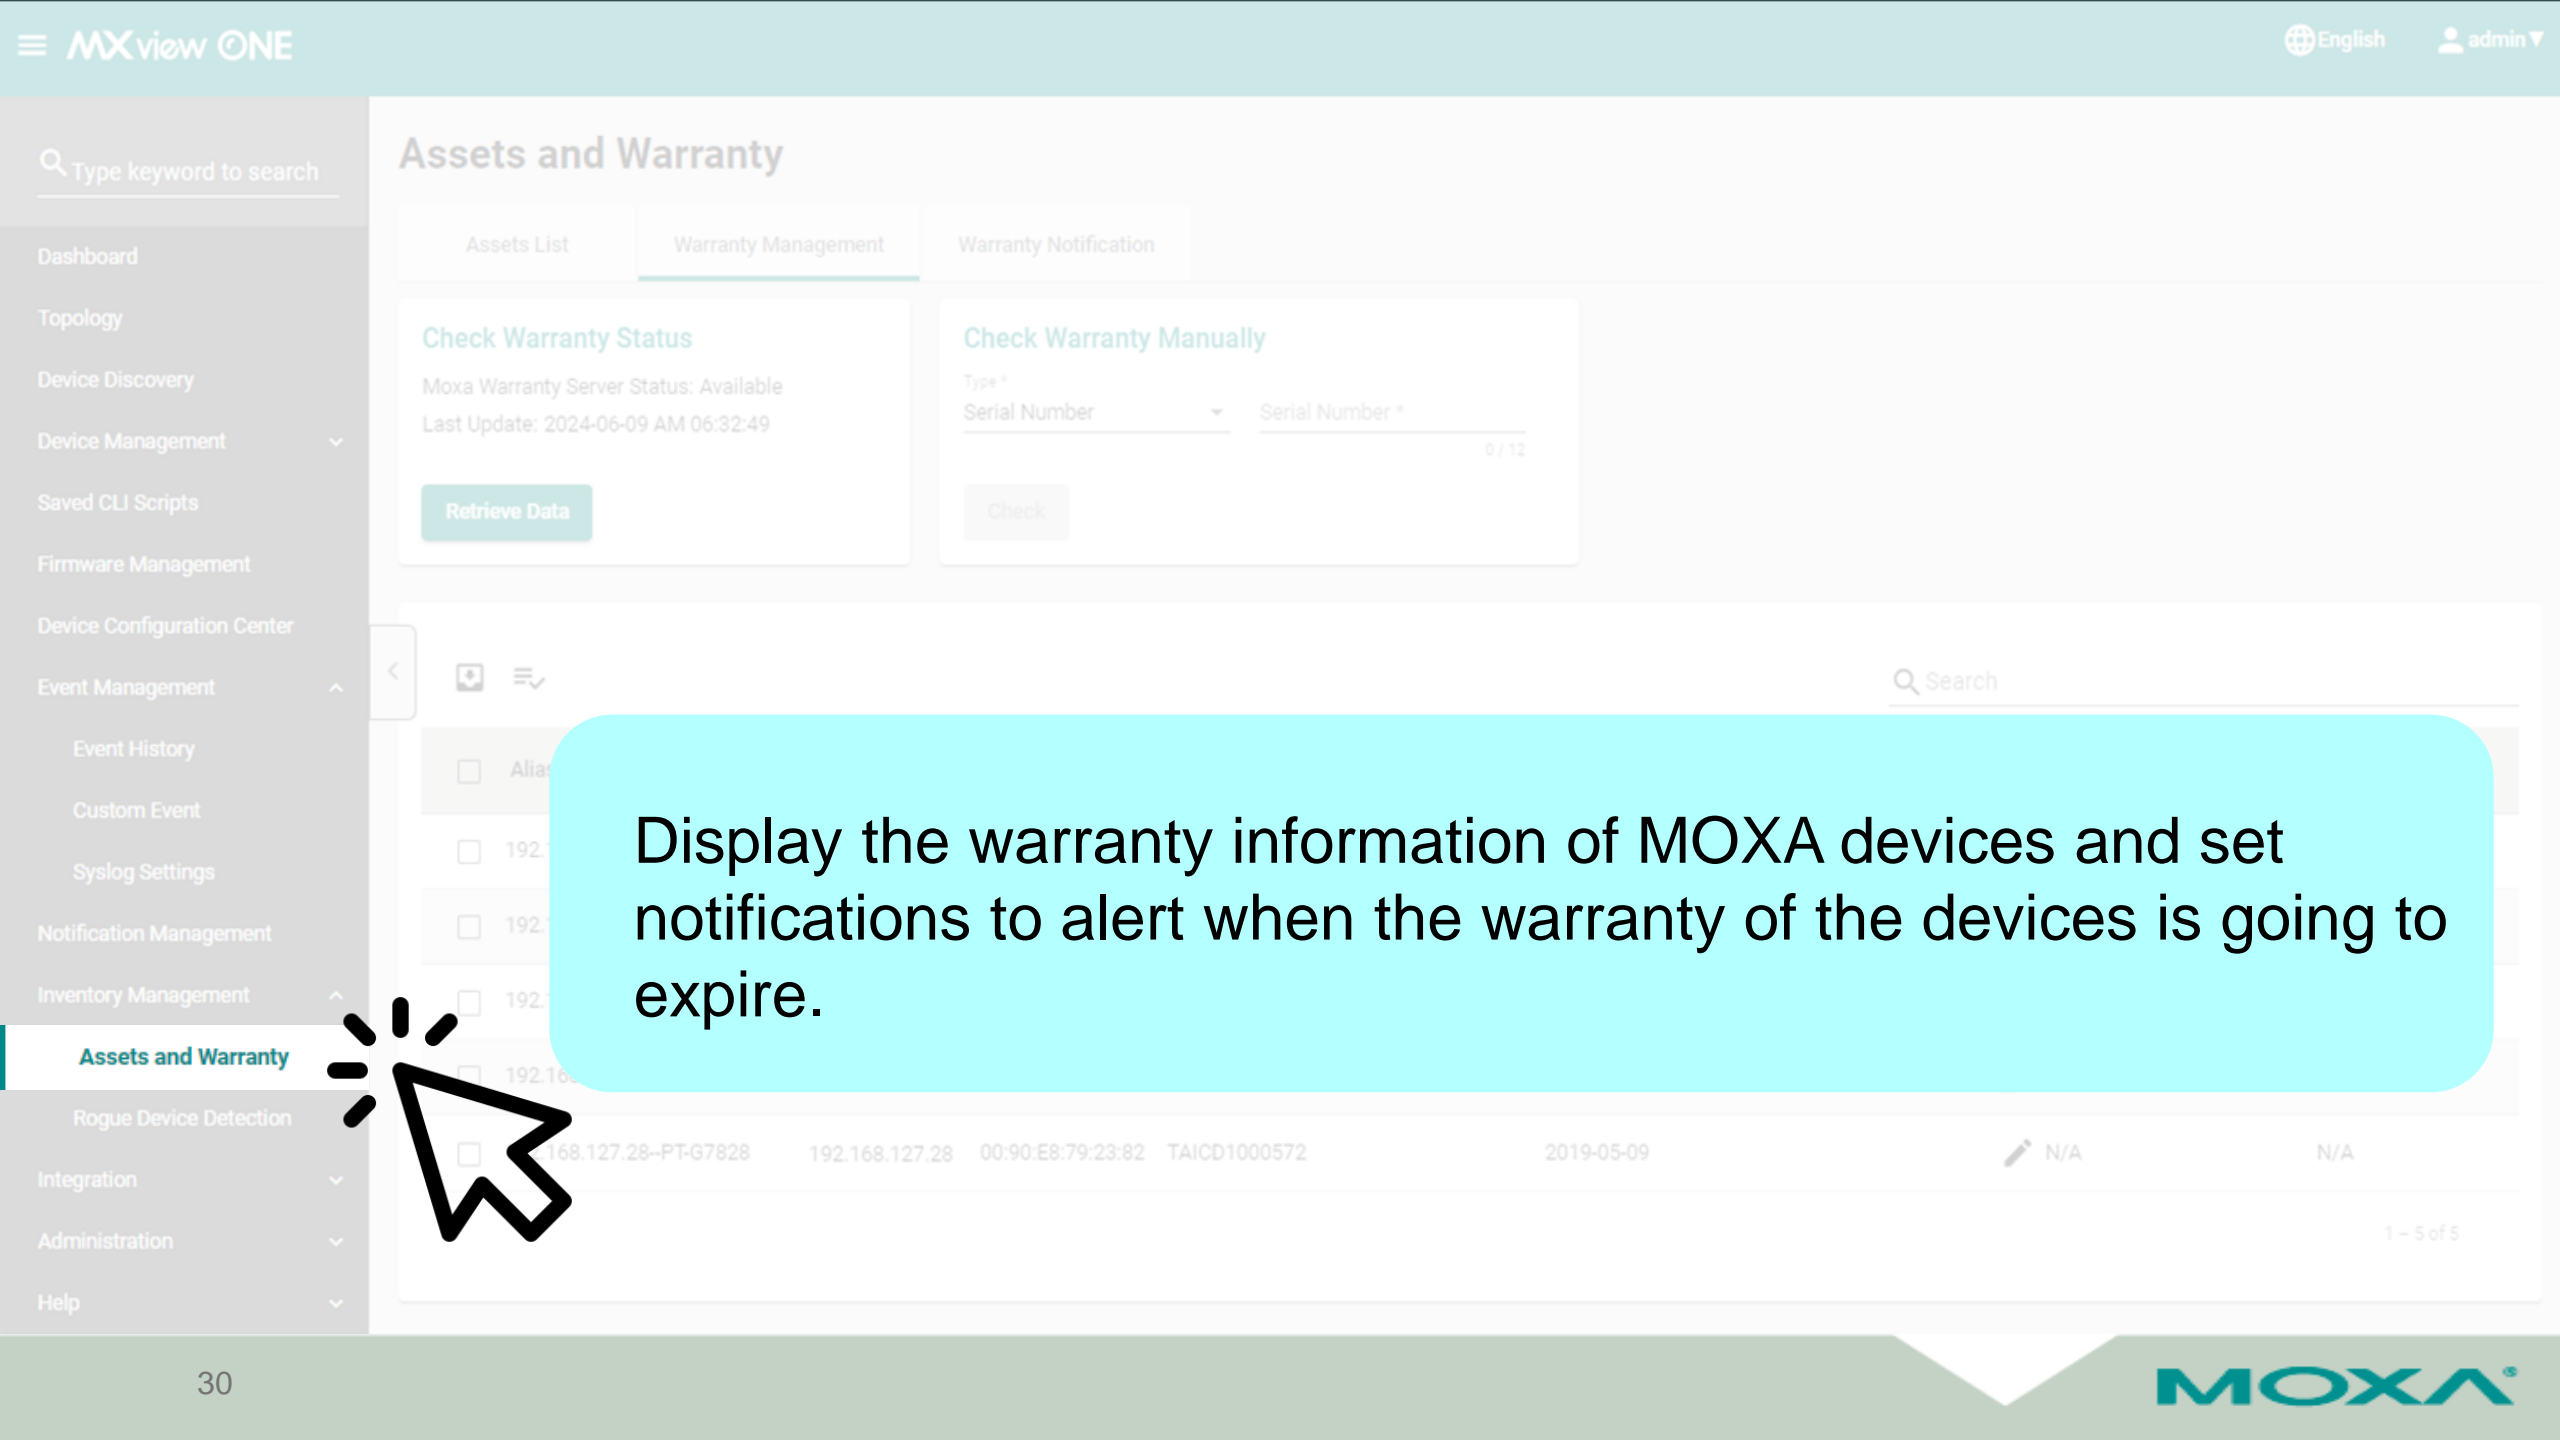 MXview ONE
English
admin
Type keyword to search
Dashboard
Topology
Device Discovery
Device Management
Saved CLI Scripts
Firmware Management
Device Configuration Center
Event Management
Event History
Custom Event
Syslog Settings
Notification Management
Inventory Management
Assets and Warranty
Rogue Device Detection
Integration
Administration
Help
Assets and Warranty
Assets List
Warranty Management
Warranty Notification
Check Warranty Status
Moxa Warranty Server Status: Available
Last Update: 2024-06-09 AM 06:32:49
Retrieve Data
Check Warranty Manually
Type *
Serial Number
Serial Number *
0 / 12
Check
Search
Display the warranty information of MOXA devices and set
notifications to alert when the warranty of the devices is going to
expire.
192.168.127.28 00:90:E8:79:23:82 TAICD1000572 2019-05-09 N/A N/A
1 – 5 of 5
30
MOXA®